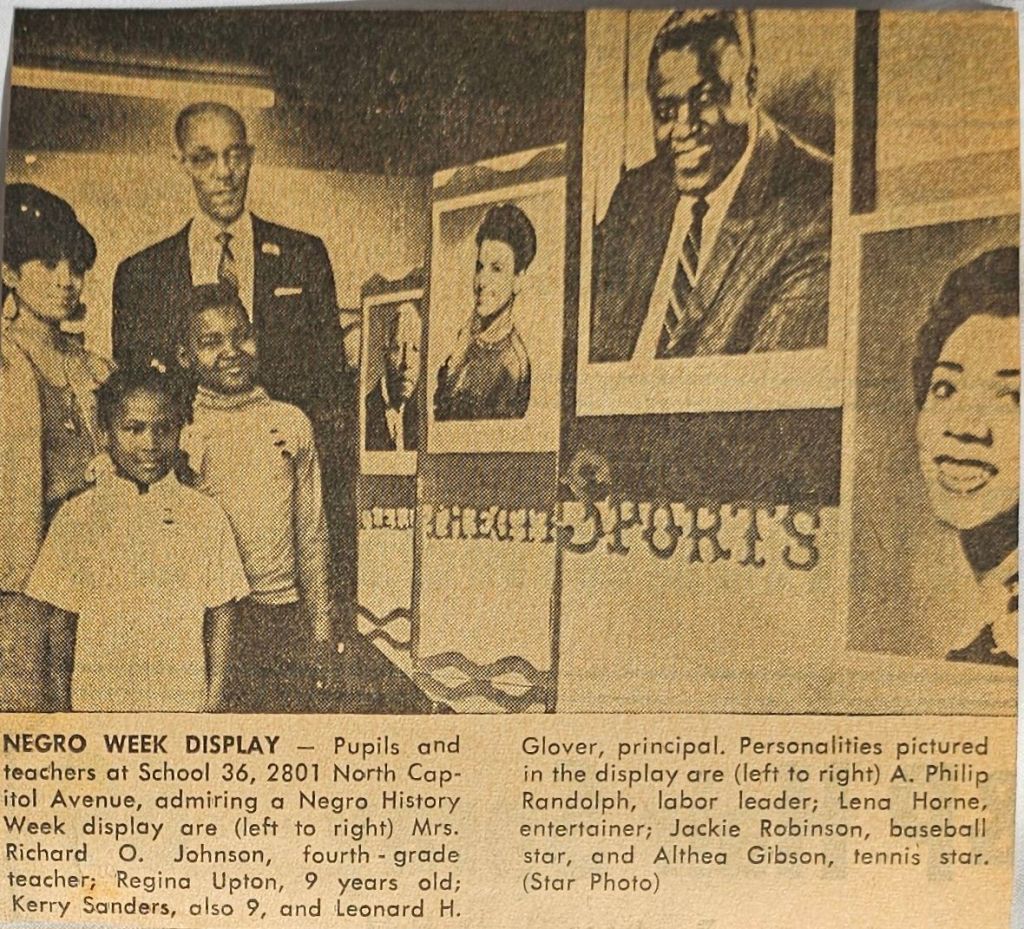 THEATER
SPORTS
NEGRO WEEK DISPLAY — Pupils and
teachers at School 36, 2801 North Cap-
itol Avenue, admiring a Negro History
Week display are (left to right) Mrs.
Richard O. Johnson, fourth-grade
teacher; Regina Upton, 9 years old;
Kerry Sanders, also 9, and Leonard H.
Glover, principal. Personalities pictured
in the display are (left to right) A. Philip
Randolph, labor leader; Lena Horne,
entertainer; Jackie Robinson, baseball
star, and Althea Gibson, tennis star.
(Star Photo)